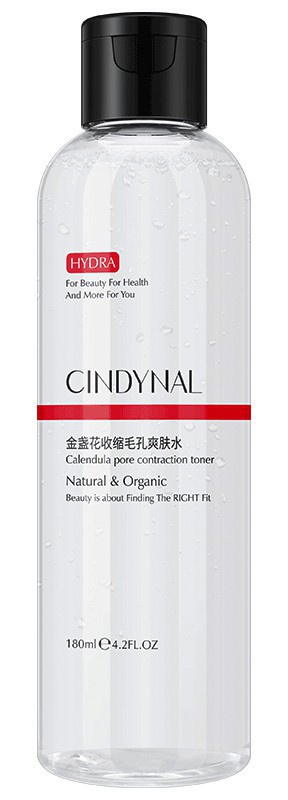 HYDRA
For Beauty For Health
And More For You
CINDYNAL
金盏花收缩毛孔爽肤水
Calendula pore contraction toner
Natural & Organic
Beauty is about Finding The RIGHT Fit
180ml℮4.2FL.OZ